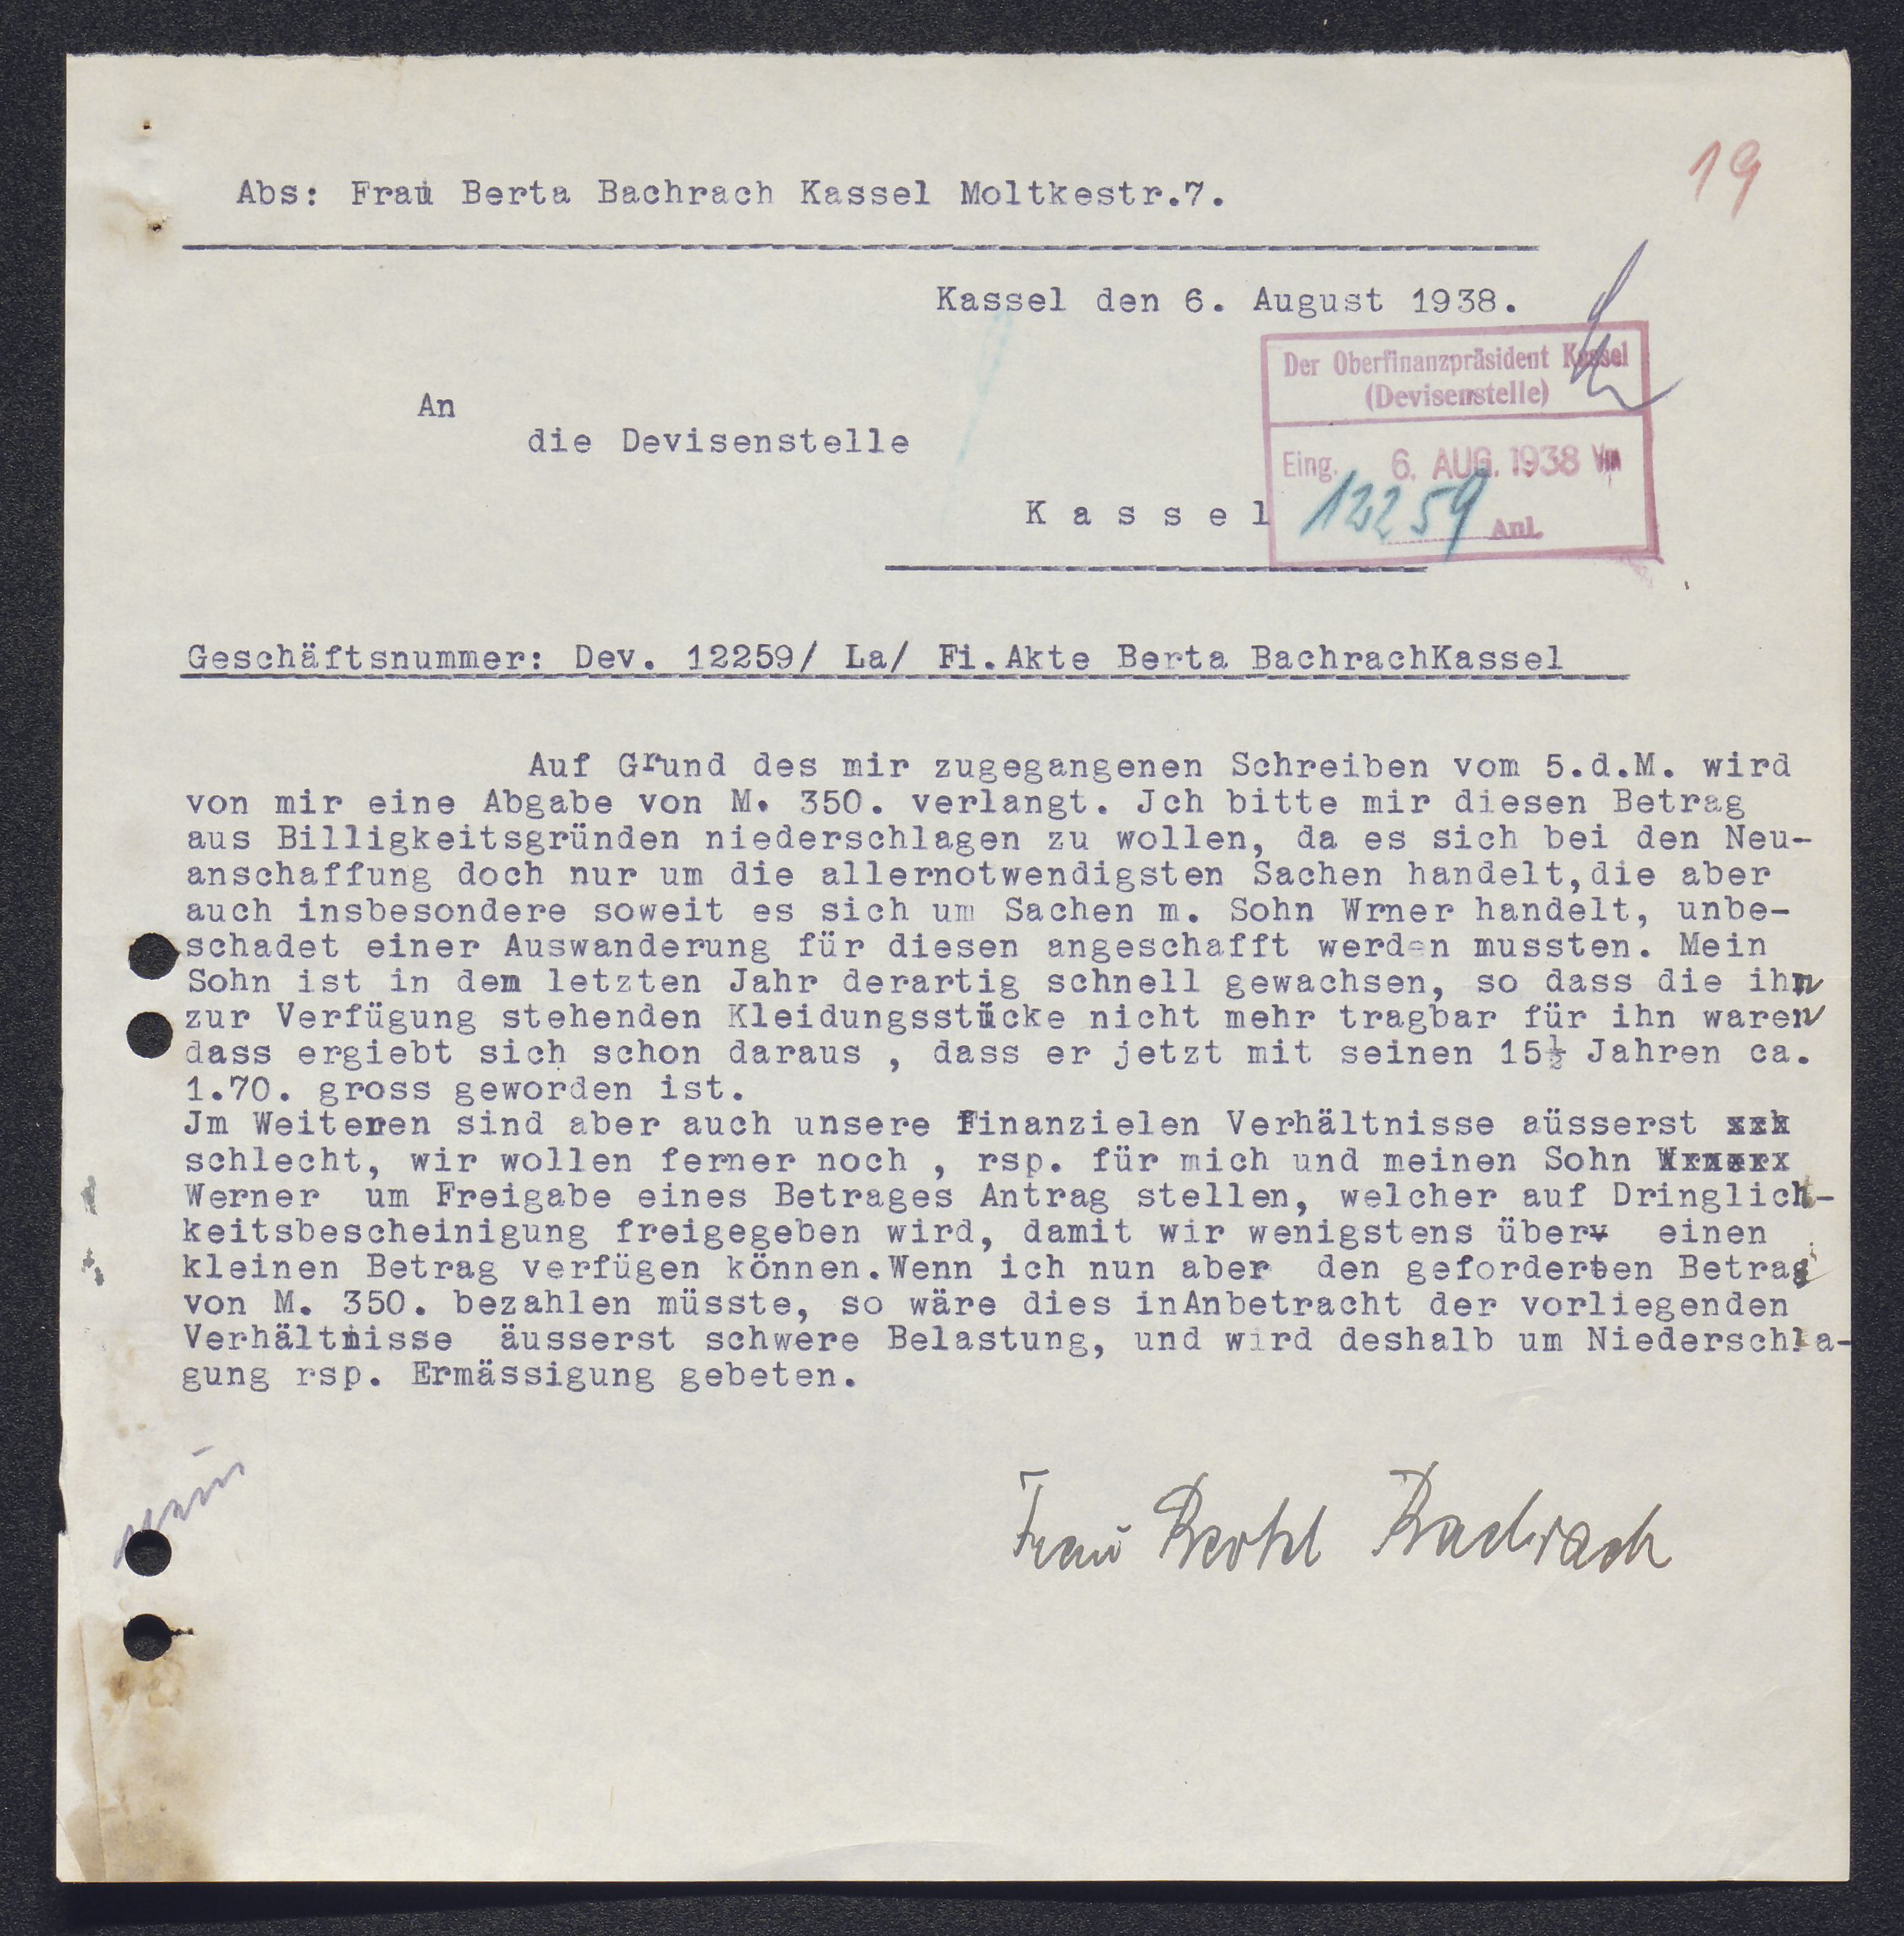 19
Abs: Frau Berta Bachrach Kassel Moltkestr.7.
Kassel den 6. August 1938.
Der Oberfinanzpräsident Kassel
(Devisenstelle)
Eing. 6. AUG. 1938 Vm
12259 Anl.
An
die Devisenstelle
K a s s e l
Geschäftsnummer: Dev. 12259/ La/ Fi.Akte Berta BachrachKassel
Auf Grund des mir zugegangenen Schreiben vom 5.d.M. wird
von mir eine Abgabe von M. 350. verlangt. Jch bitte mir diesen Betrag
aus Billigkeitsgründen niederschlagen zu wollen, da es sich bei den Neu-
anschaffung doch nur um die allernotwendigsten Sachen handelt,die aber
auch insbesondere soweit es sich um Sachen m. Sohn Wrner handelt, unbe-
schadet einer Auswanderung für diesen angeschafft werden mussten. Mein
Sohn ist in dem letzten Jahr derartig schnell gewachsen, so dass die ihm
zur Verfügung stehenden Kleidungsstücke nicht mehr tragbar für ihn waren
dass ergiebt sich schon daraus , dass er jetzt mit seinen 15½ Jahren ca.
1.70. gross geworden ist.
Jm Weiteren sind aber auch unsere Finanzielen Verhältnisse aüsserst
schlecht, wir wollen ferner noch , rsp. für mich und meinen Sohn
Werner um Freigabe eines Betrages Antrag stellen, welcher auf Dringlich-
keitsbescheinigung freigegeben wird, damit wir wenigstens über einen
kleinen Betrag verfügen können.Wenn ich nun aber den geforderten Betrag
von M. 350. bezahlen müsste, so wäre dies inAnbetracht der vorliegenden
Verhältnisse äusserst schwere Belastung, und wird deshalb um Niederschla-
gung rsp. Ermässigung gebeten.
nein
Frau Bertel Bachrach